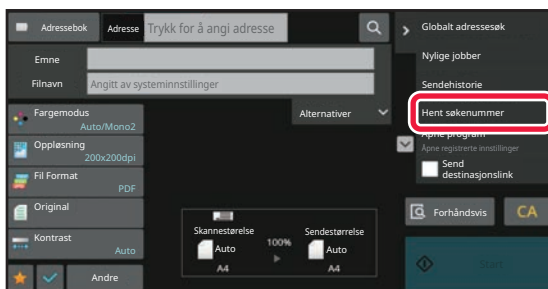 Adressebok
Adresse
Trykk for å angi adresse
Emne
Filnavn
Angitt av systeminnstillinger
Fargemodus
Auto/Mono2
Oppløsning
200x200dpi
Fil Format
PDF
Original
Kontrast
Auto
Andre
Alternativer
Skannestørelse
Auto
A4
100%
Sendestørrelse
Auto
A4
Globalt adressesøk
Nylige jobber
Sendehistorie
Hent søkenummer
Åpne program
Åpne registrerte innstillinger
Send
destinasjonslink
Forhåndsvis
CA
Start